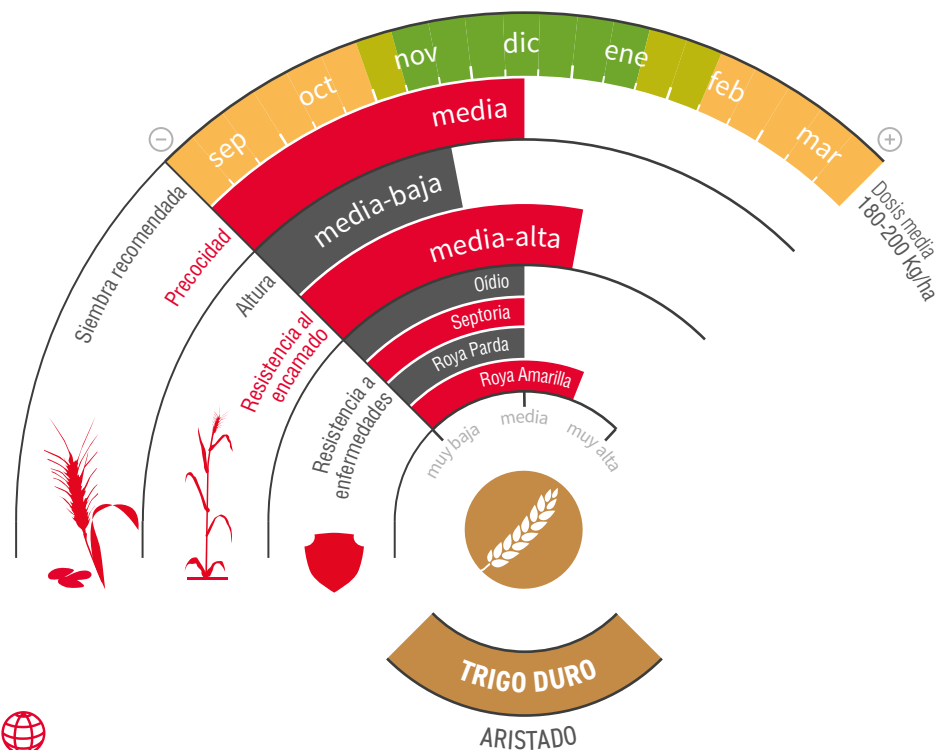 sep
oct
nov
dic
ene
feb
mar
−
+
Dosis media
180-200 Kg/ha
Siembra recomendada
media
Precocidad
media-baja
Altura
media-alta
Resistencia al
encamado
Oídio
Septoria
Roya Parda
Roya Amarilla
Resistencia a
enfermedades
muy baja
media
muy alta
TRIGO DURO
ARISTADO